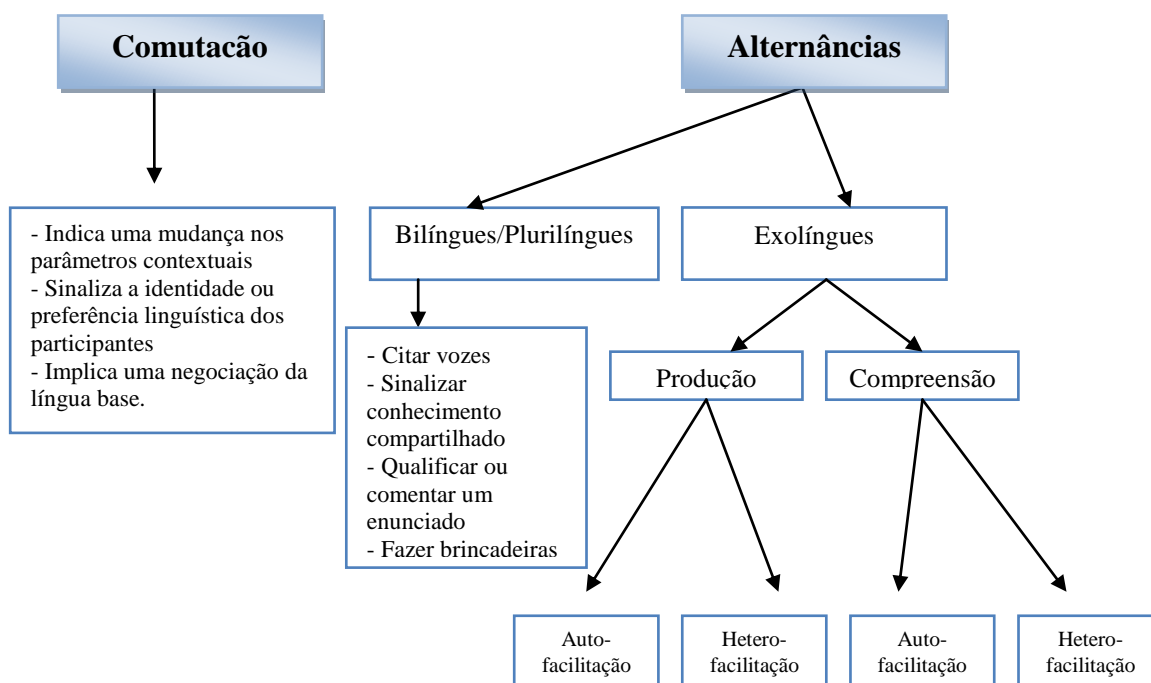 Comutacão
Alternâncias
- Indica uma mudança nos
parâmetros contextuais
- Sinaliza a identidade ou
preferência linguística dos
participantes
- Implica uma negociação da
língua base.
Bilíngues/Plurilíngues
Exolíngues
- Citar vozes
- Sinalizar
conhecimento
compartilhado
- Qualificar ou
comentar um
enunciado
- Fazer brincadeiras
Produção
Compreensão
Auto-
facilitação
Hetero-
facilitação
Auto-
facilitação
Hetero-
facilitação